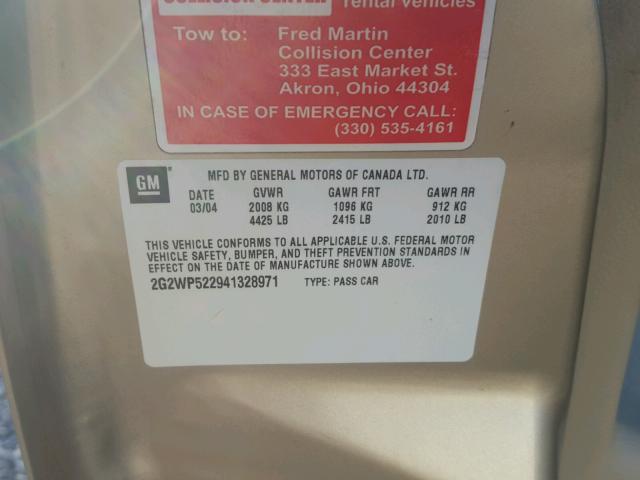 COLLISION CENTER
rental vehicles
Tow to: Fred Martin
Collision Center
333 East Market St.
Akron, Ohio 44304
IN CASE OF EMERGENCY CALL:
(330) 535-4161
GM
MFD BY GENERAL MOTORS OF CANADA LTD.
DATE GVWR GAWR FRT GAWR RR
03/04 2008 KG 1096 KG 912 KG
4425 LB 2415 LB 2010 LB
THIS VEHICLE CONFORMS TO ALL APPLICABLE U.S. FEDERAL MOTOR
VEHICLE SAFETY, BUMPER, AND THEFT PREVENTION STANDARDS IN
EFFECT ON THE DATE OF MANUFACTURE SHOWN ABOVE.
2G2WP522941328971 TYPE: PASS CAR